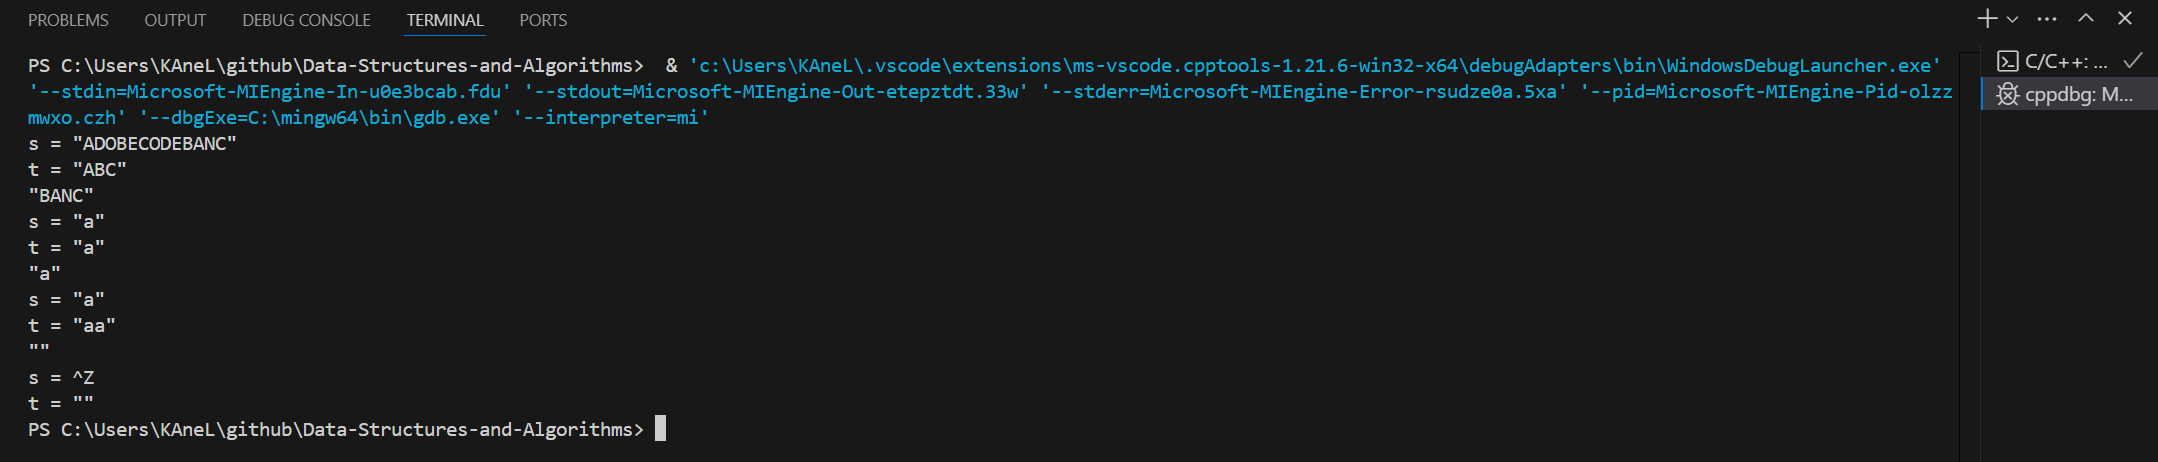 PROBLEMS OUTPUT DEBUG CONSOLE TERMINAL PORTS
PS C:\Users\KAneL\github\Data-Structures-and-Algorithms>  & 'c:\Users\KAneL\.vscode\extensions\ms-vscode.cpptools-1.21.6-win32-x64\debugAdapters\bin\WindowsDebugLauncher.exe'
'--stdin=Microsoft-MIEngine-In-u0e3bcab.fdu' '--stdout=Microsoft-MIEngine-Out-etepztdt.33w' '--stderr=Microsoft-MIEngine-Error-rsudze0a.5xa' '--pid=Microsoft-MIEngine-Pid-olzz
mwxo.czh' '--dbgExe=C:\mingw64\bin\gdb.exe' '--interpreter=mi'
s = "ADOBECODEBANC"
t = "ABC"
"BANC"
s = "a"
t = "a"
"a"
s = "a"
t = "aa"
""
s = ^Z
t = ""
PS C:\Users\KAneL\github\Data-Structures-and-Algorithms>
C/C++: ...
cppdbg: M...